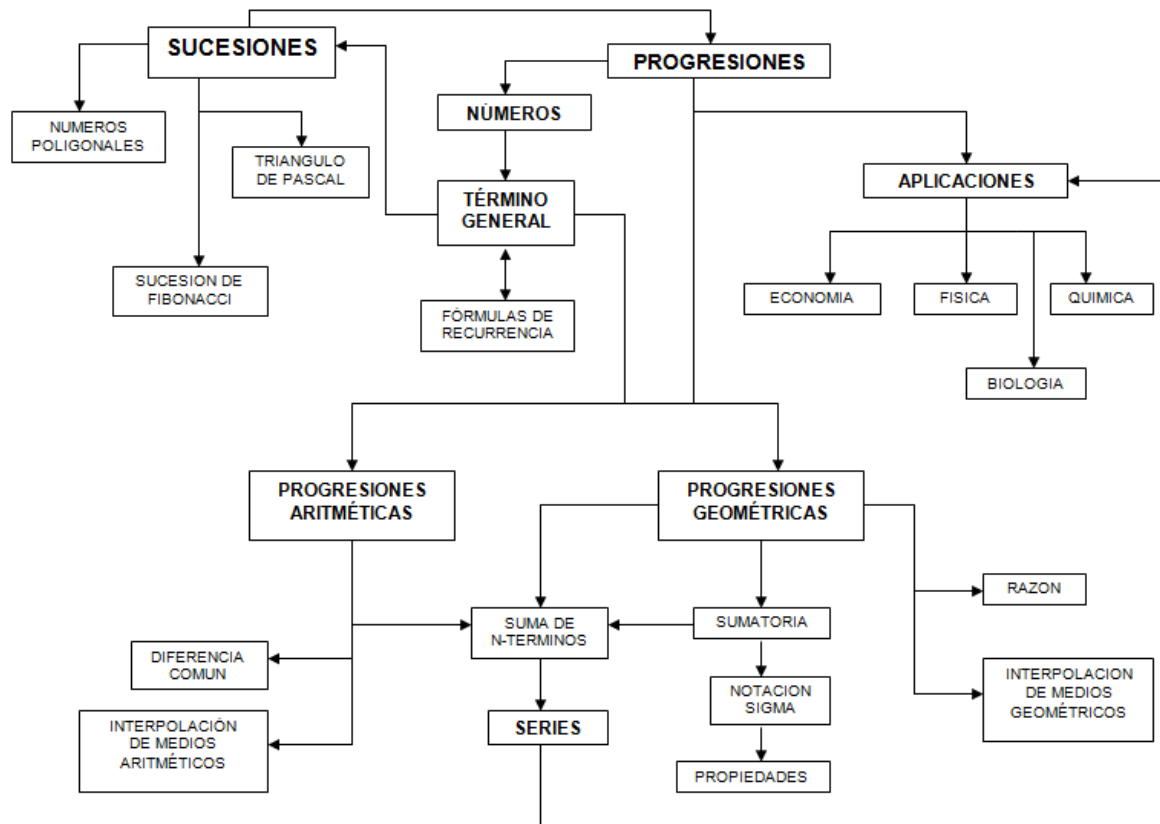 SUCESIONES
PROGRESIONES
NÚMEROS
NUMEROS
POLIGONALES
TRIANGULO
DE PASCAL
TÉRMINO
GENERAL
APLICACIONES
SUCESION DE
FIBONACCI
FÓRMULAS DE
RECURRENCIA
ECONOMIA
FISICA
QUIMICA
BIOLOGIA
PROGRESIONES
ARITMÉTICAS
PROGRESIONES
GEOMÉTRICAS
RAZON
SUMA DE
N-TERMINOS
SUMATORIA
DIFERENCIA
COMUN
NOTACION
SIGMA
INTERPOLACION
DE MEDIOS
GEOMÉTRICOS
INTERPOLACIÓN
DE MEDIOS
ARITMÉTICOS
SERIES
PROPIEDADES